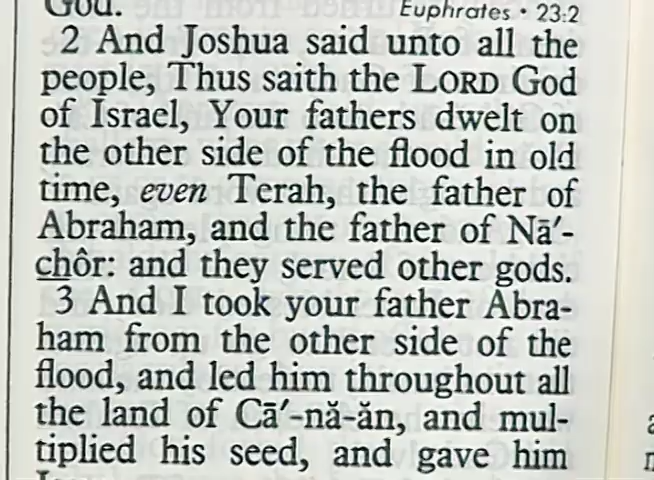 God.
Euphrates • 23:2
2 And Joshua said unto all the
people, Thus saith the LORD God
of Israel, Your fathers dwelt on
the other side of the flood in old
time, even Terah, the father of
Abraham, and the father of Nā′-
chôr: and they served other gods.
3 And I took your father Abra-
ham from the other side of the
flood, and led him throughout all
the land of Cā′-nă-ăn, and mul-
tiplied his seed, and gave him